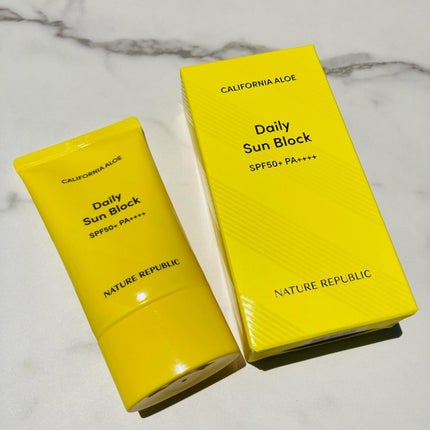 CALIFORNIA ALOE
Daily
Sun Block
SPF50+ PA++++
NATURE REPUBLIC
CALIFORNIA ALOE
Daily
Sun Block
SPF50+ PA++++
NATURE REPUBLIC